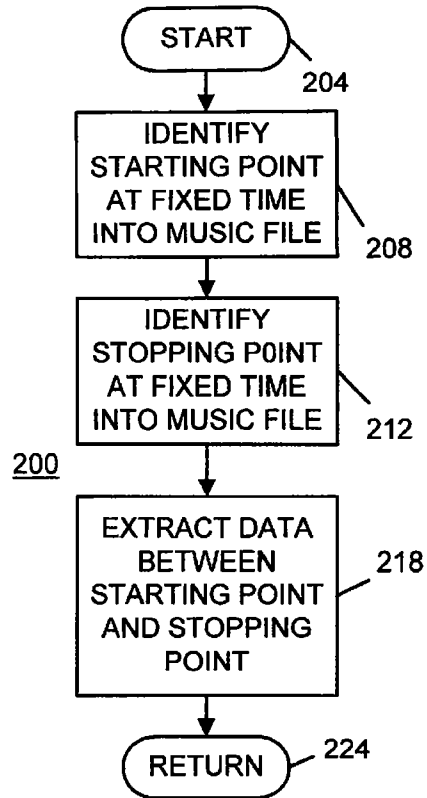 START
204
IDENTIFY
STARTING POINT
AT FIXED TIME
INTO MUSIC FILE
208
IDENTIFY
STOPPING P0INT
AT FIXED TIME
INTO MUSIC FILE
212
200
EXTRACT DATA
BETWEEN
STARTING POINT
AND STOPPING
POINT
218
RETURN
224